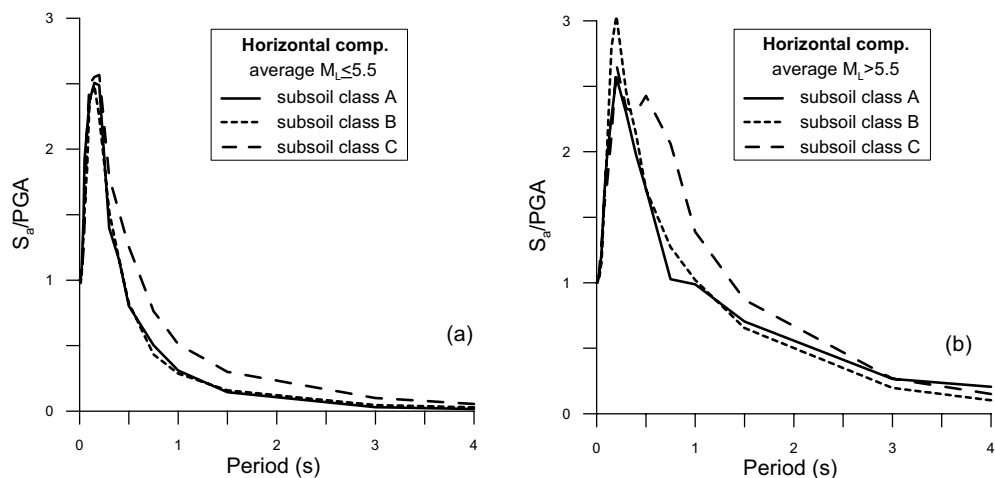 3
2
1
0
S_a/PGA
0
1
2
3
4
Period (s)
Horizontal comp.
average M_L≤5.5
subsoil class A
subsoil class B
subsoil class C
(a)
3
2
1
0
S_a/PGA
0
1
2
3
4
Period (s)
Horizontal comp.
average M_L>5.5
subsoil class A
subsoil class B
subsoil class C
(b)